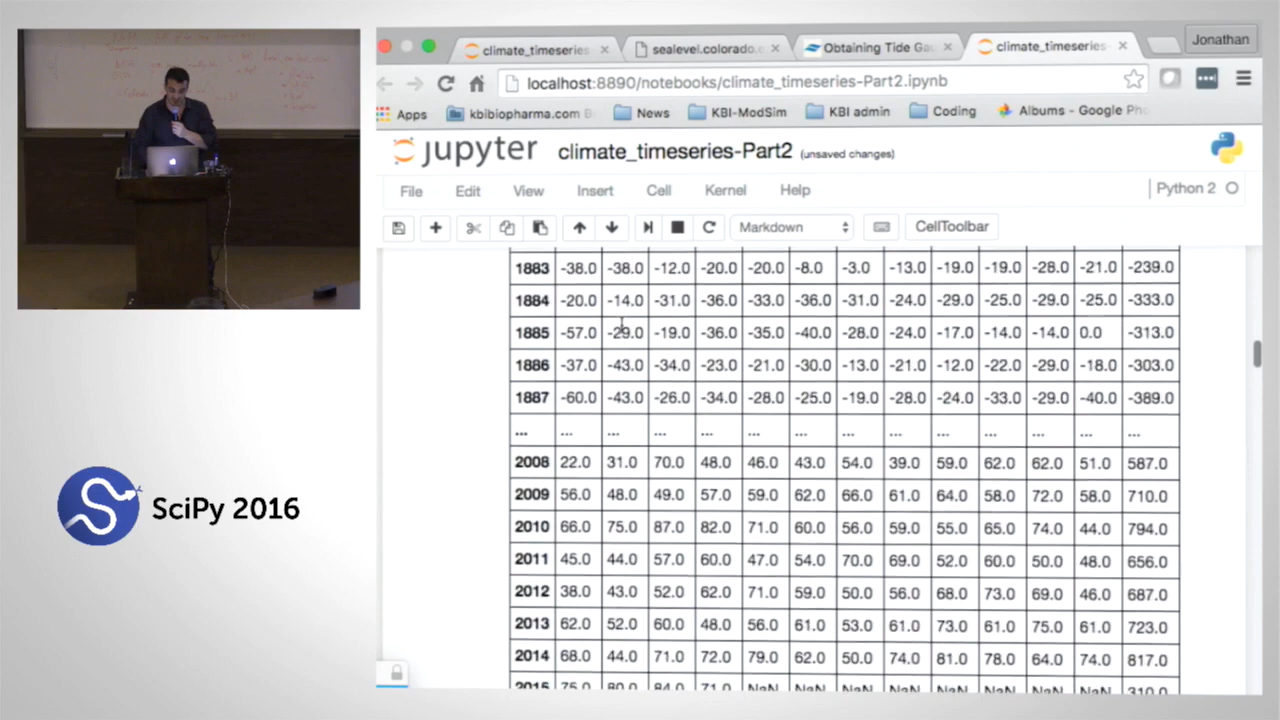 Jonathan
climate_timeseries
sealevel.colorado.e
Obtaining Tide Gau
climate_timeseries-
localhost:8890/notebooks/climate_timeseries-Part2.ipynb
Apps
kbibiopharma.com
News
KBI-ModSim
KBI admin
Coding
Albums - Google Ph
jupyter climate_timeseries-Part2 (unsaved changes)
File Edit View Insert Cell Kernel Help Python 2
Markdown CellToolbar
1883 -38.0 -38.0 -12.0 -20.0 -20.0 -8.0 -3.0 -13.0 -19.0 -19.0 -28.0 -21.0 -239.0
1884 -20.0 -14.0 -31.0 -36.0 -33.0 -36.0 -31.0 -24.0 -29.0 -25.0 -29.0 -25.0 -333.0
1885 -57.0 -29.0 -19.0 -36.0 -35.0 -40.0 -28.0 -24.0 -17.0 -14.0 -14.0 0.0 -313.0
1886 -37.0 -43.0 -34.0 -23.0 -21.0 -30.0 -13.0 -21.0 -12.0 -22.0 -29.0 -18.0 -303.0
1887 -60.0 -43.0 -26.0 -34.0 -28.0 -25.0 -19.0 -28.0 -24.0 -33.0 -29.0 -40.0 -389.0
... ... ... ... ... ... ... ... ... ... ... ... ... ...
2008 22.0 31.0 70.0 48.0 46.0 43.0 54.0 39.0 59.0 62.0 62.0 51.0 587.0
2009 56.0 48.0 49.0 57.0 59.0 62.0 66.0 61.0 64.0 58.0 72.0 58.0 710.0
2010 66.0 75.0 87.0 82.0 71.0 60.0 56.0 59.0 55.0 65.0 74.0 44.0 794.0
2011 45.0 44.0 57.0 60.0 47.0 54.0 70.0 69.0 52.0 60.0 50.0 48.0 656.0
2012 38.0 43.0 52.0 62.0 71.0 59.0 50.0 56.0 68.0 73.0 69.0 46.0 687.0
2013 62.0 52.0 60.0 48.0 56.0 61.0 53.0 61.0 73.0 61.0 75.0 61.0 723.0
2014 68.0 44.0 71.0 72.0 79.0 62.0 50.0 74.0 81.0 78.0 64.0 74.0 817.0
2015 75.0 80.0 84.0 71.0 NaN NaN NaN NaN NaN NaN NaN NaN 310.0
SciPy 2016